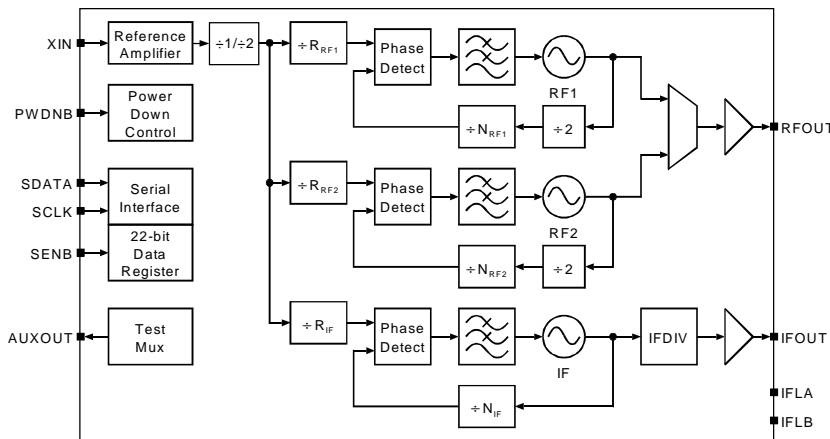 XIN
Reference
Amplifier
÷1/÷2
÷R_RF1
Phase
Detect
RF1
÷N_RF1
÷2
PWDNB
Power
Down
Control
RFOUT
SDATA
SCLK
Serial
Interface
SENB
22-bit
Data
Register
÷R_RF2
Phase
Detect
RF2
÷N_RF2
÷2
AUXOUT
Test
Mux
÷R_IF
Phase
Detect
IF
÷N_IF
IFDIV
IFOUT
IFLA
IFLB